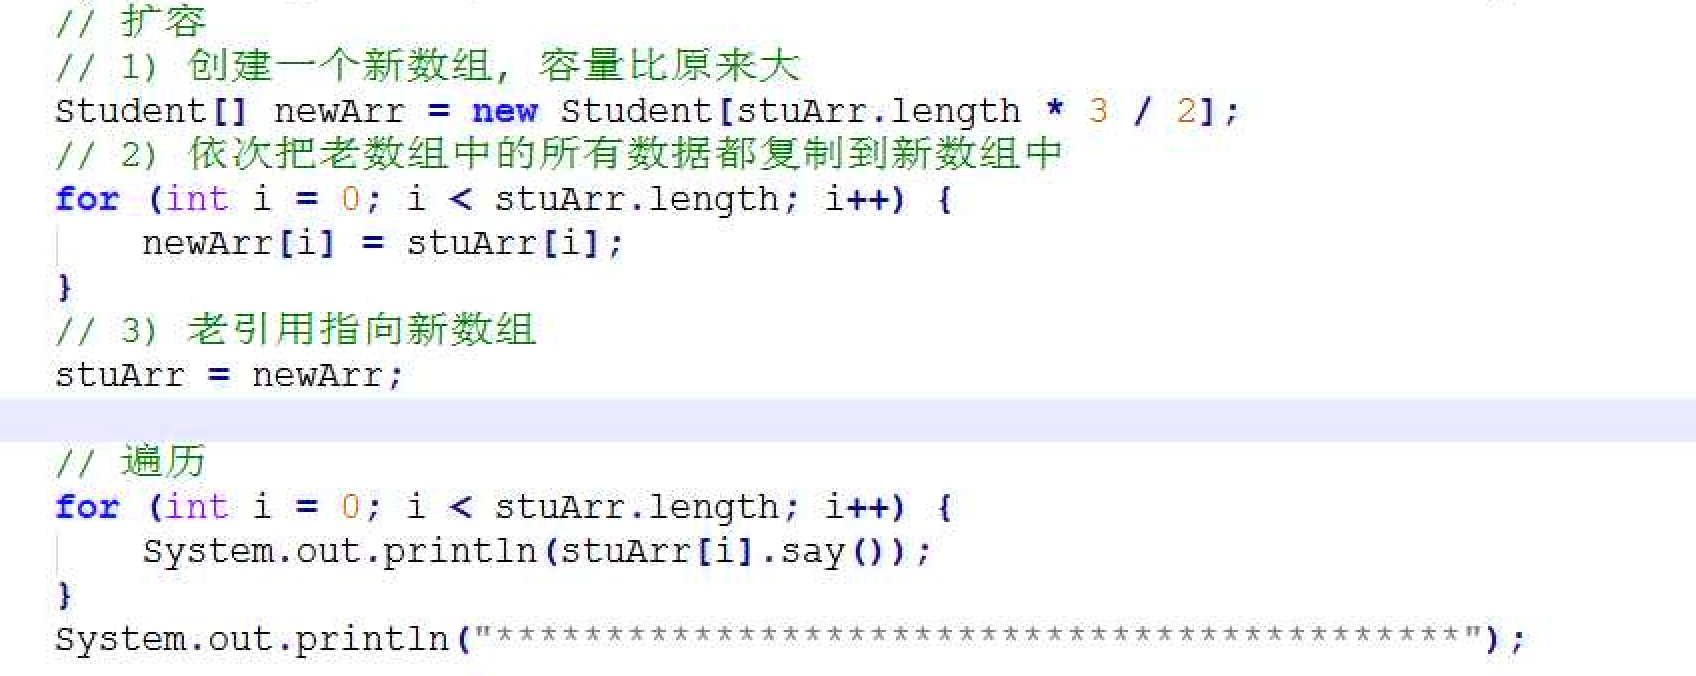 // 扩容
// 1) 创建一个新数组, 容量比原来大
Student[] newArr = new Student[stuArr.length * 3 / 2];
// 2) 依次把老数组中的所有数据都复制到新数组中
for (int i = 0; i < stuArr.length; i++) {
    newArr[i] = stuArr[i];
}
// 3) 老引用指向新数组
stuArr = newArr;
// 遍历
for (int i = 0; i < stuArr.length; i++) {
    System.out.println(stuArr[i].say());
}
System.out.println("********************************************");